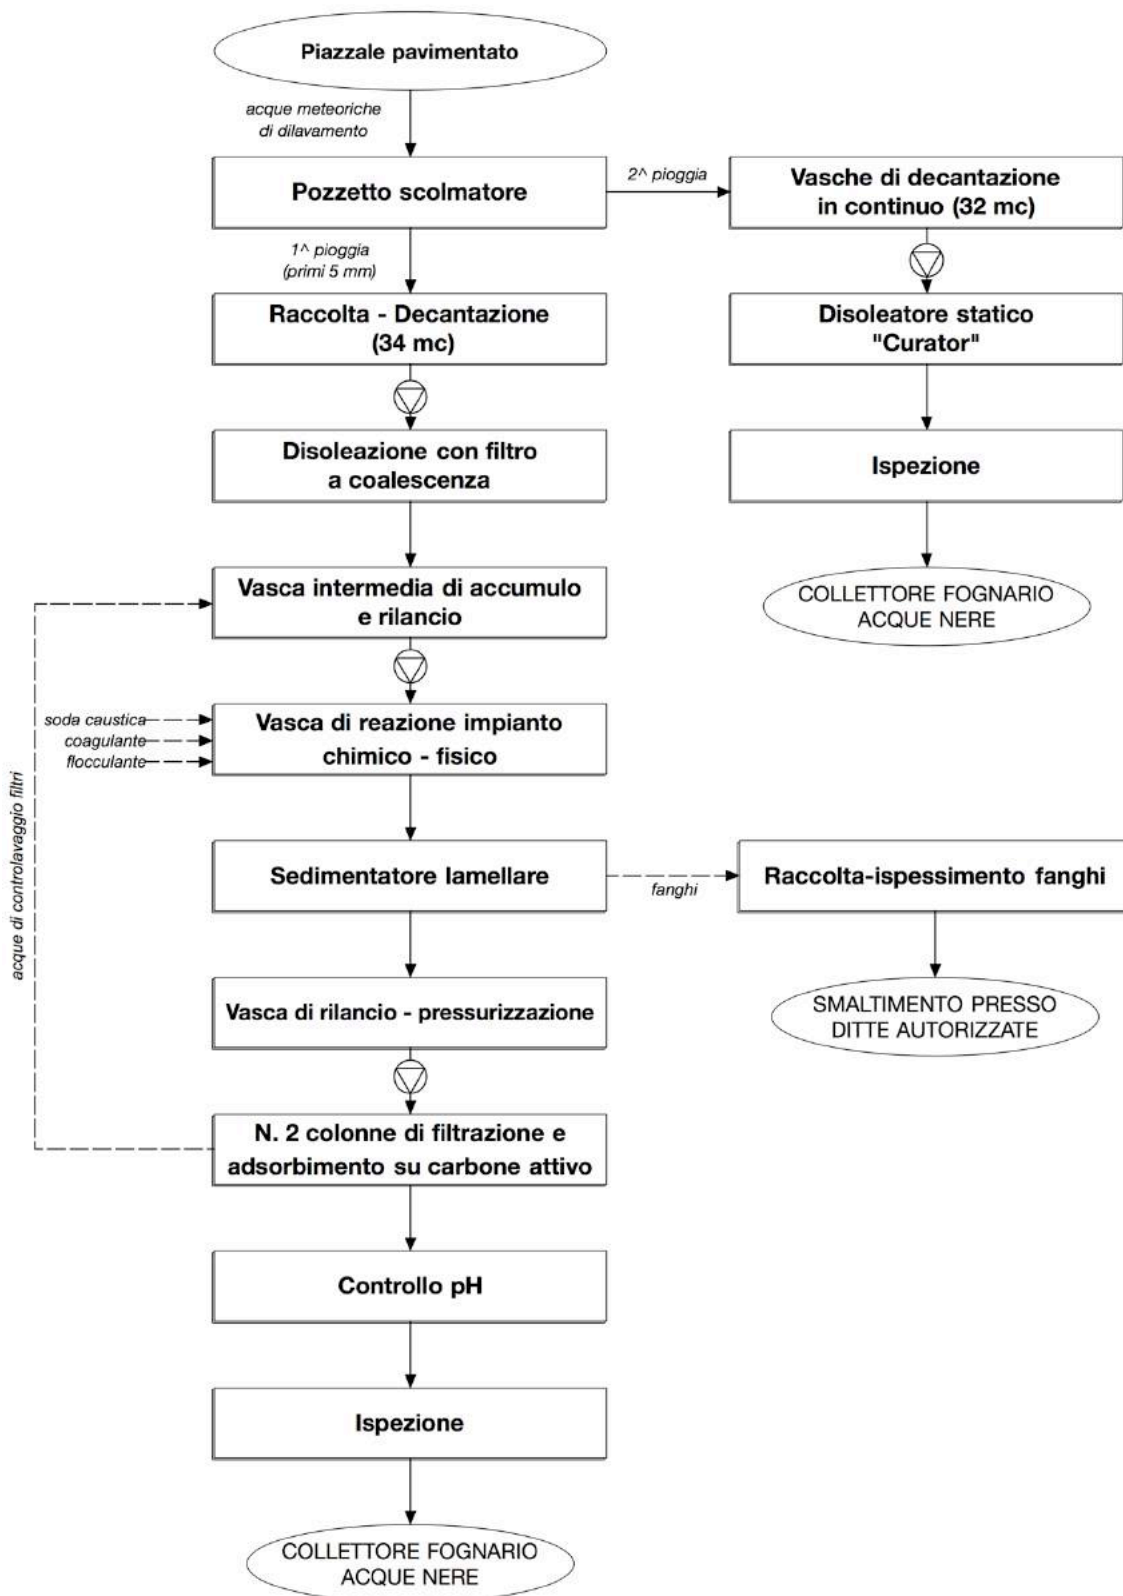 Piazzale pavimentato
acque meteoriche
di dilavamento
Pozzetto scolmatore
2^ pioggia
Vasche di decantazione
in continuo (32 mc)
1^ pioggia
(primi 5 mm)
Raccolta - Decantazione
(34 mc)
Disoleatore statico
"Curator"
Disoleazione con filtro
a coalescenza
Ispezione
Vasca intermedia di accumulo
e rilancio
COLLETTORE FOGNARIO
ACQUE NERE
soda caustica
coagulante
flocculante
Vasca di reazione impianto
chimico - fisico
acque di controlavaggio filtri
Sedimentatore lamellare
fanghi
Raccolta-ispessimento fanghi
Vasca di rilancio - pressurizzazione
SMALTIMENTO PRESSO
DITTE AUTORIZZATE
N. 2 colonne di filtrazione e
adsorbimento su carbone attivo
Controllo pH
Ispezione
COLLETTORE FOGNARIO
ACQUE NERE